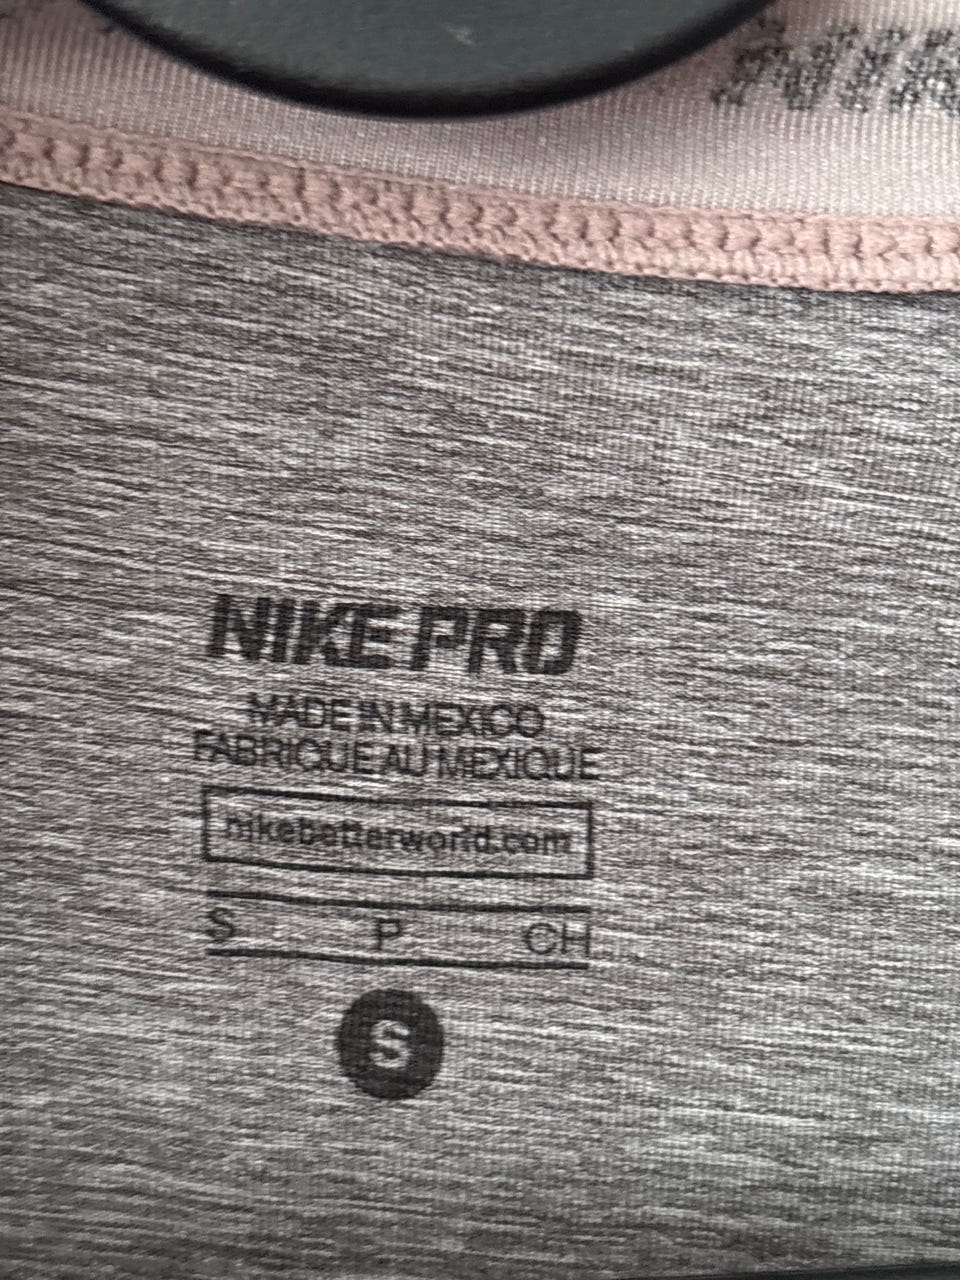 NIKE PRO
MADE IN MEXICO
FABRIQUE AU MEXIQUE
nikebetterworld.com
S P CH
S